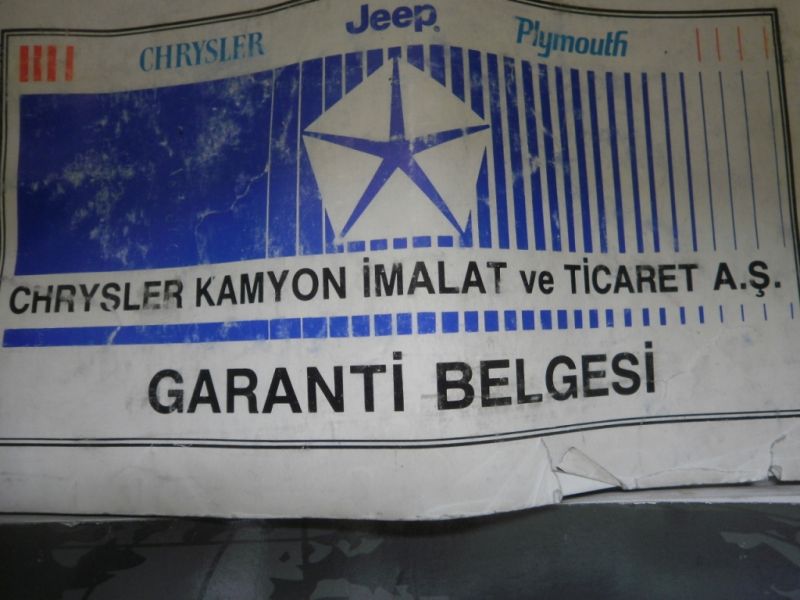 CHRYSLER Jeep Plymouth
CHRYSLER KAMYON İMALAT ve TİCARET A.Ş.
GARANTİ BELGESİ